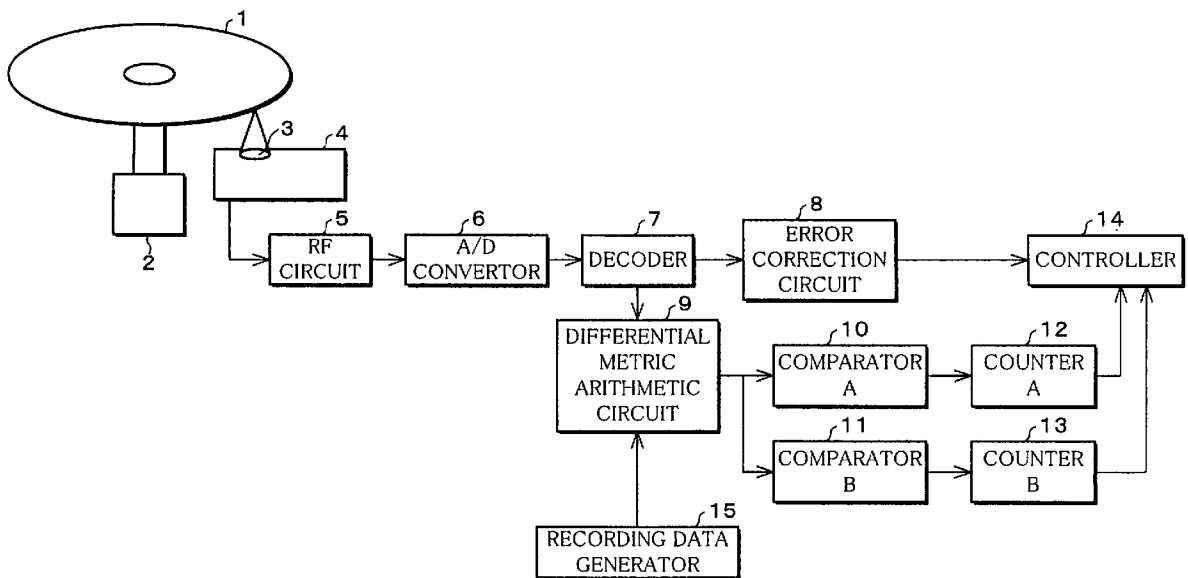 1
3
4
2
5
RF
CIRCUIT
6
A/D
CONVERTOR
7
DECODER
8
ERROR
CORRECTION
CIRCUIT
14
CONTROLLER
9
DIFFERENTIAL
METRIC
ARITHMETIC
CIRCUIT
10
COMPARATOR
A
12
COUNTER
A
11
COMPARATOR
B
13
COUNTER
B
15
RECORDING DATA
GENERATOR